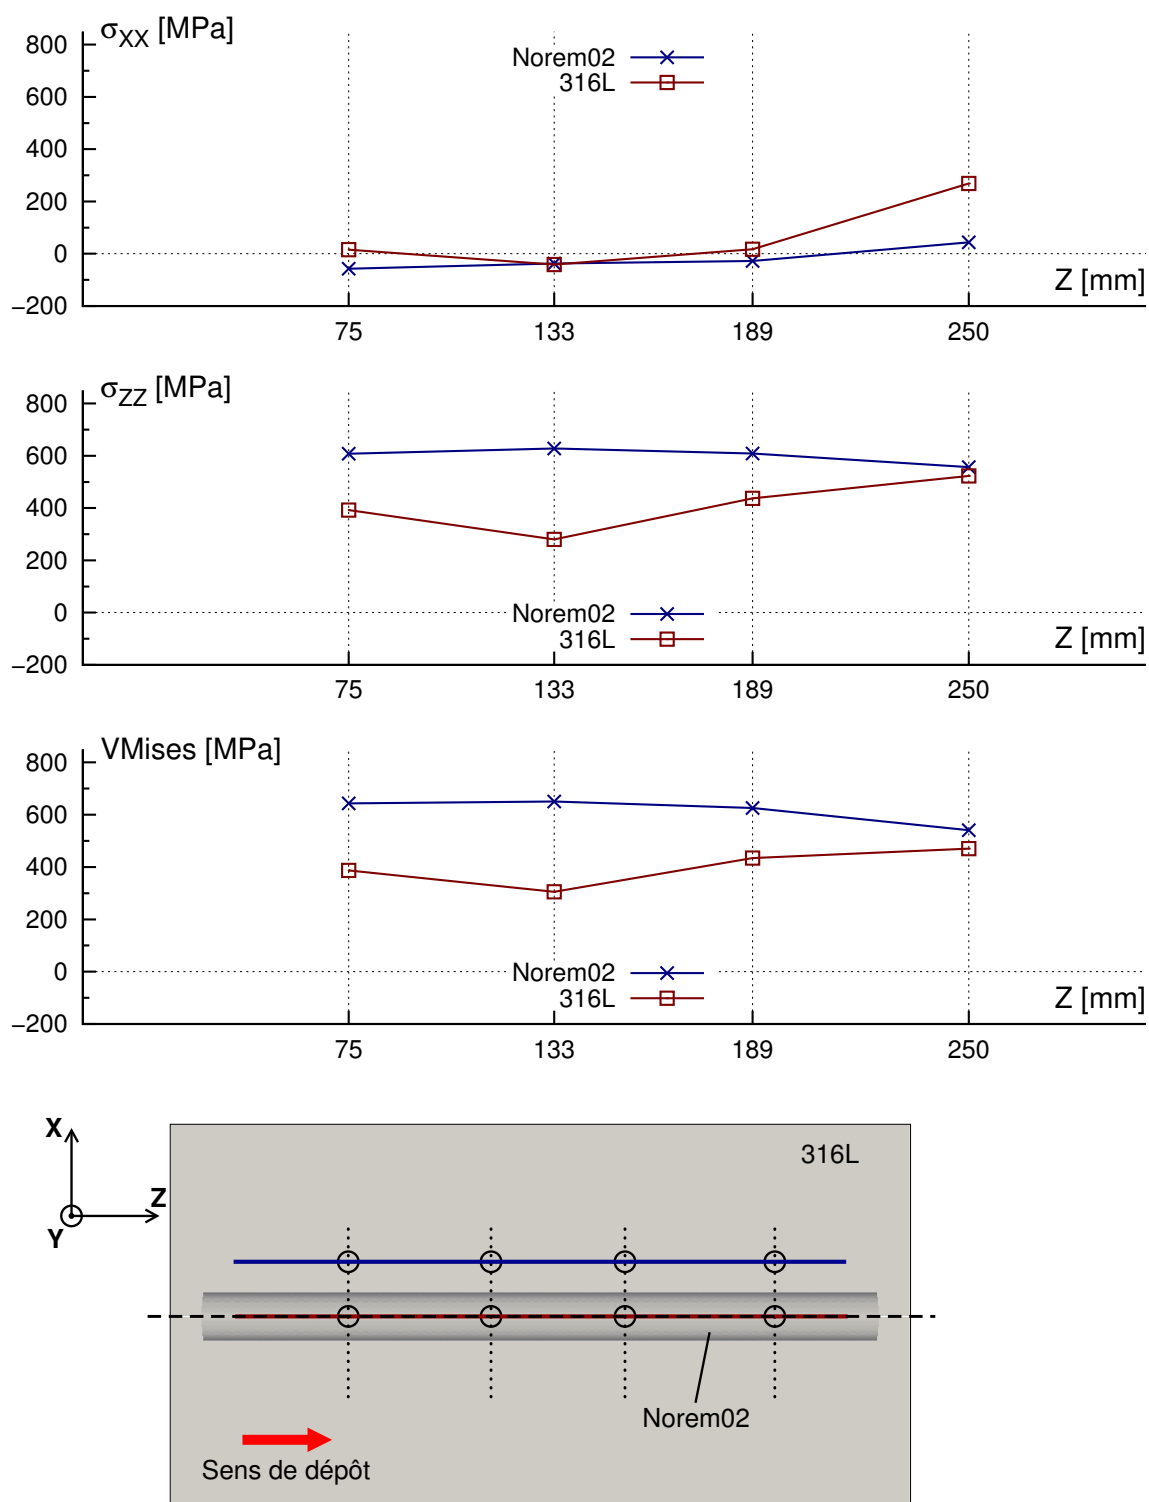 σXX [MPa]
800
600
400
200
0
−200
Norem02
316L
Z [mm]
75 133 189 250
σZZ [MPa]
800
600
400
200
0
−200
Norem02
316L
Z [mm]
75 133 189 250
VMises [MPa]
800
600
400
200
0
−200
Norem02
316L
Z [mm]
75 133 189 250
X
Z
Y
316L
Norem02
Sens de dépôt